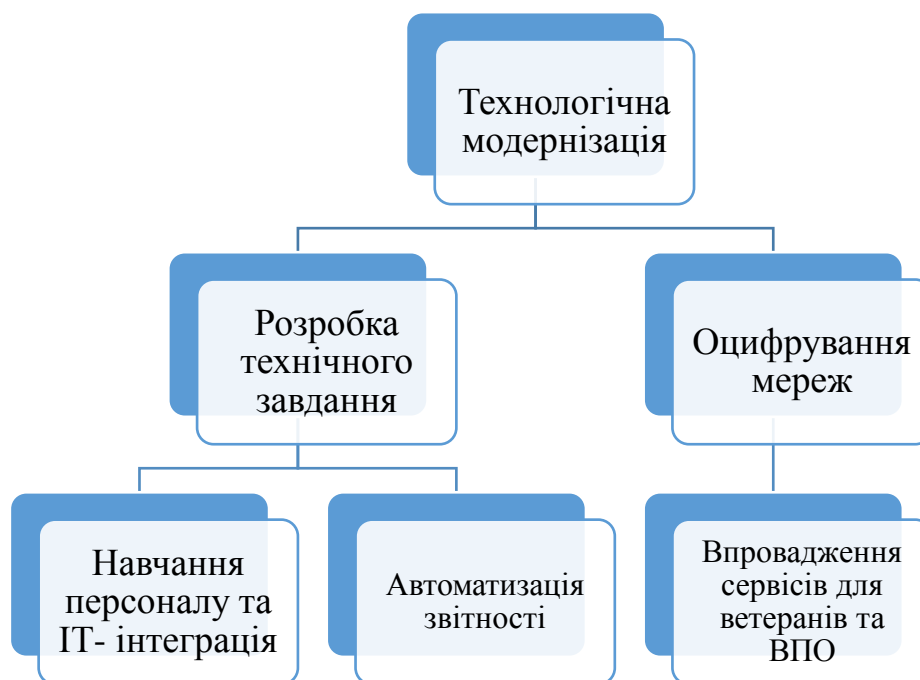 Технологічна
модернізація
Розробка
технічного
завдання
Оцифрування
мереж
Навчання
персоналу та
ІТ- інтеграція
Автоматизація
звітності
Впровадження
сервісів для
ветеранів та
ВПО